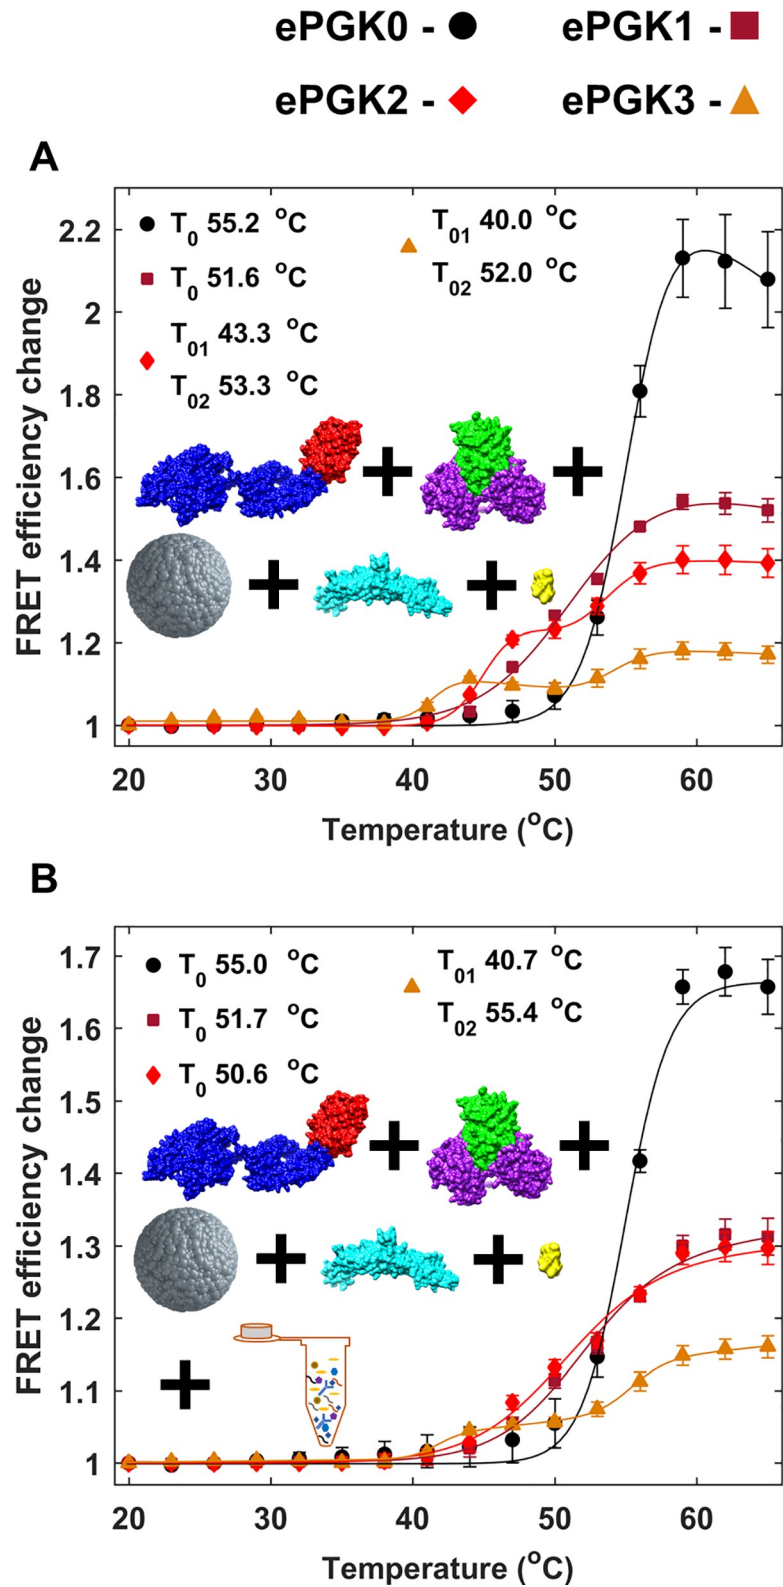 ePGK0 - ePGK1 -
ePGK2 - ePGK3 -
A
T0 55.2 °C
T0 51.6 °C
T01 43.3 °C
T02 53.3 °C
T01 40.0 °C
T02 52.0 °C
FRET efficiency change
2.2
2
1.8
1.6
1.4
1.2
1
20 30 40 50 60
Temperature (°C)
B
T0 55.0 °C
T0 51.7 °C
T0 50.6 °C
T01 40.7 °C
T02 55.4 °C
FRET efficiency change
1.7
1.6
1.5
1.4
1.3
1.2
1.1
1
20 30 40 50 60
Temperature (°C)